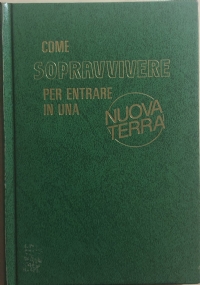 COME
SOPRAVVIVERE
PER ENTRARE
IN UNA
NUOVA
TERRA